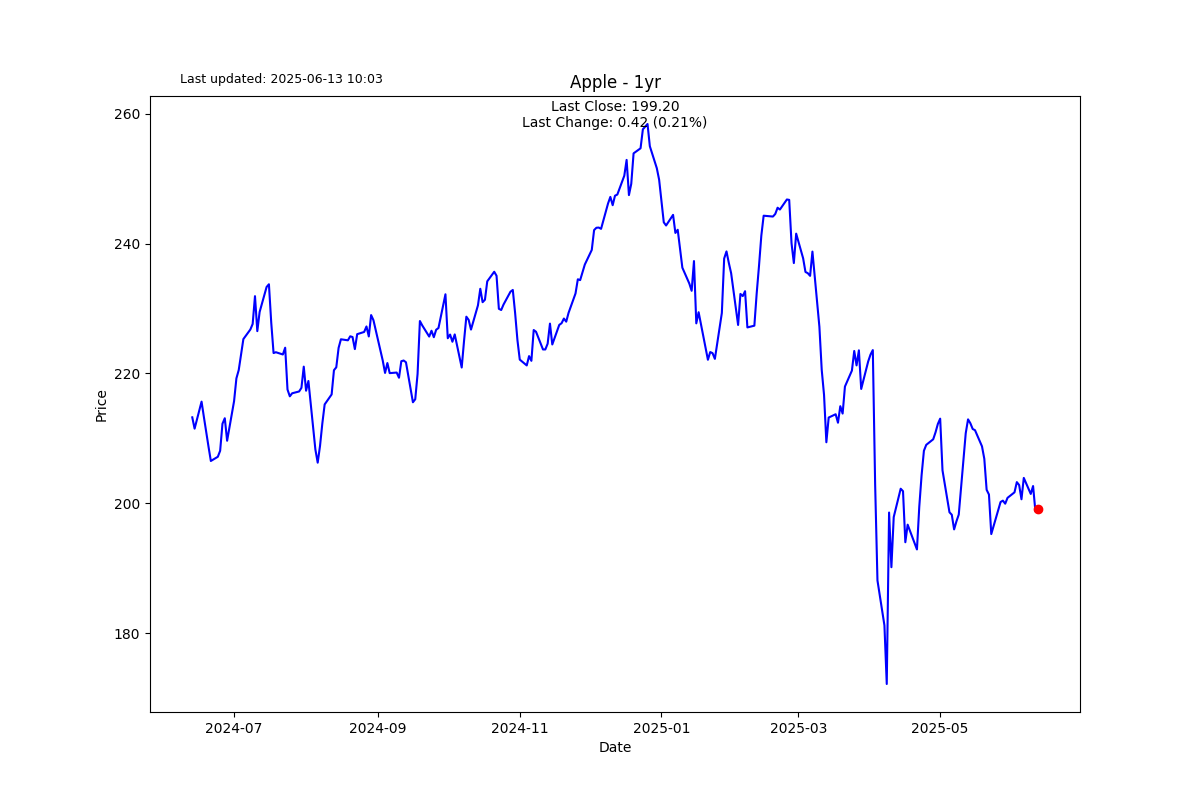 Last updated: 2025-06-13 10:03
Apple - 1yr
Last Close: 199.20
Last Change: 0.42 (0.21%)
260
240
220
200
180
Price
2024-07 2024-09 2024-11 2025-01 2025-03 2025-05
Date